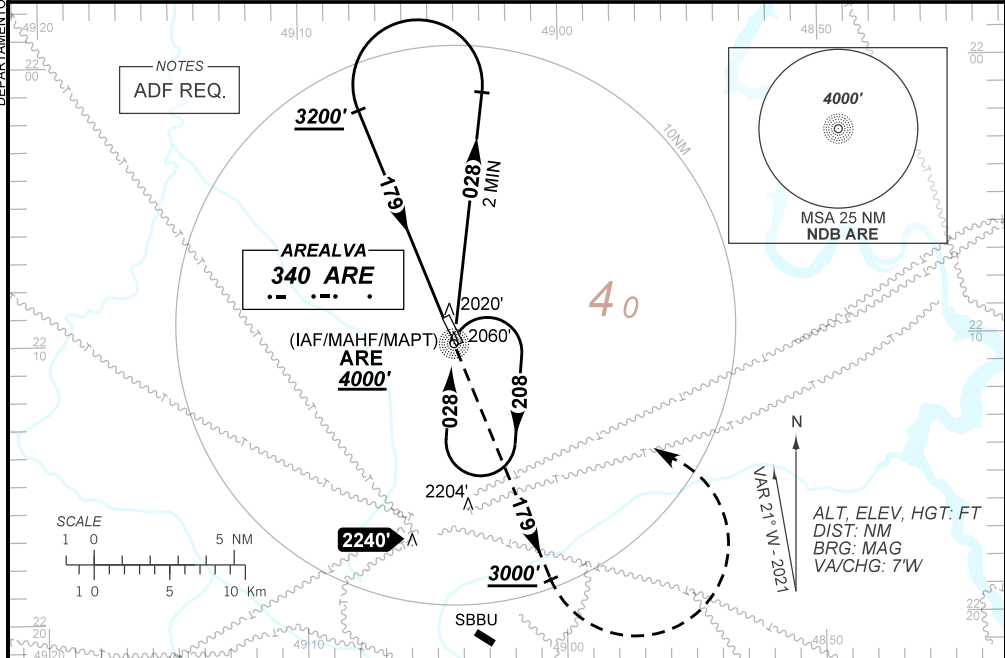 DEPARTAMENTO
49 20
49 10
49 00
48 50
22 00
22 00
NOTES
ADF REQ.
4000'
MSA 25 NM
NDB ARE
10NM
3200'
179
028
2 MIN
AREALVA
340 ARE
2020'
2060'
(IAF/MAHF/MAPT)
ARE
4000'
40
22 10
22 10
028
208
N
VAR 21° W - 2021
ALT, ELEV, HGT: FT
DIST: NM
BRG: MAG
VA/CHG: 7'W
2204'
179
2240'
3000'
SCALE
1 0 5 NM
1 0 5 10 Km
SBBU
22 20
22 20
49 20
49 10
49 00
48 50